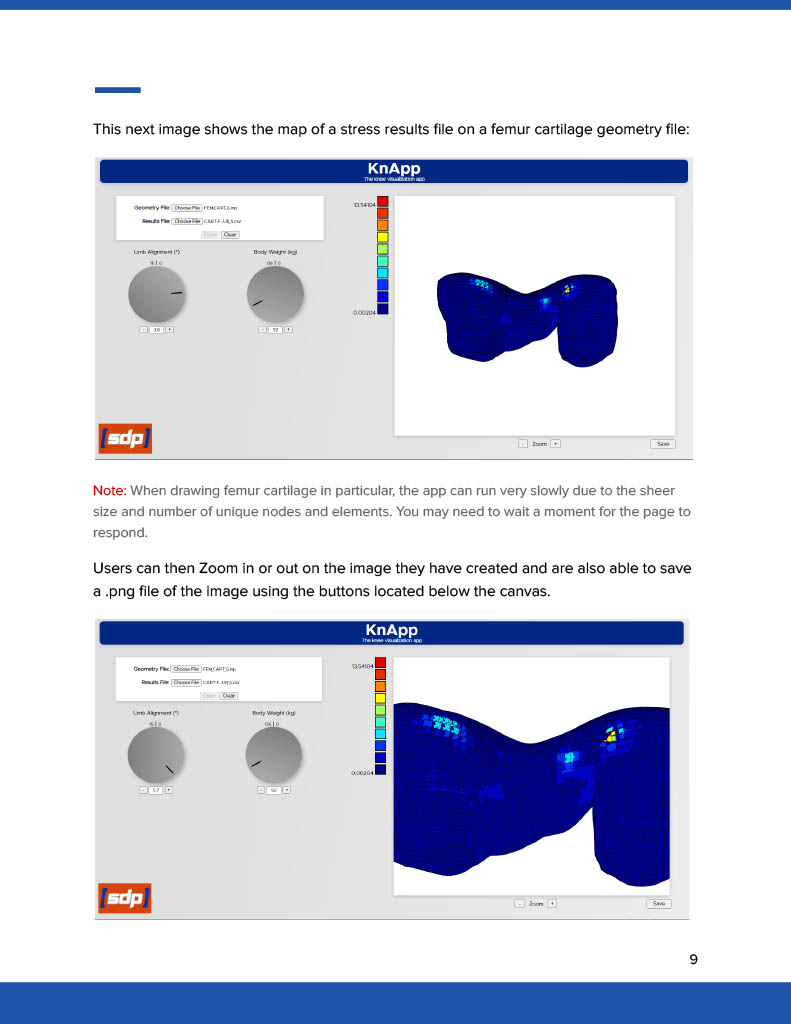 This next image shows the map of a stress results file on a femur cartilage geometry file:
KnApp
The knee visualization app
Geometry File: Choose File FEM_CART_G.inp
Results File: Choose File
Draw Clear
Limb Alignment (°)
Body Weight (kg)
15 | 0
136 | 0
- 3.6 +
- 92 +
13.54104
0.00204
[sdp]
- Zoom +
Save
Note: When drawing femur cartilage in particular, the app can run very slowly due to the sheer
size and number of unique nodes and elements. You may need to wait a moment for the page to
respond.
Users can then Zoom in or out on the image they have created and are also able to save
a .png file of the image using the buttons located below the canvas.
KnApp
The knee visualization app
Geometry File: Choose File FEM_CART_G.inp
Results File: Choose File
Draw Clear
Limb Alignment (°)
Body Weight (kg)
15 | 0
136 | 0
- 5.7 +
- 92 +
13.54104
0.00204
[sdp]
- Zoom +
Save
9